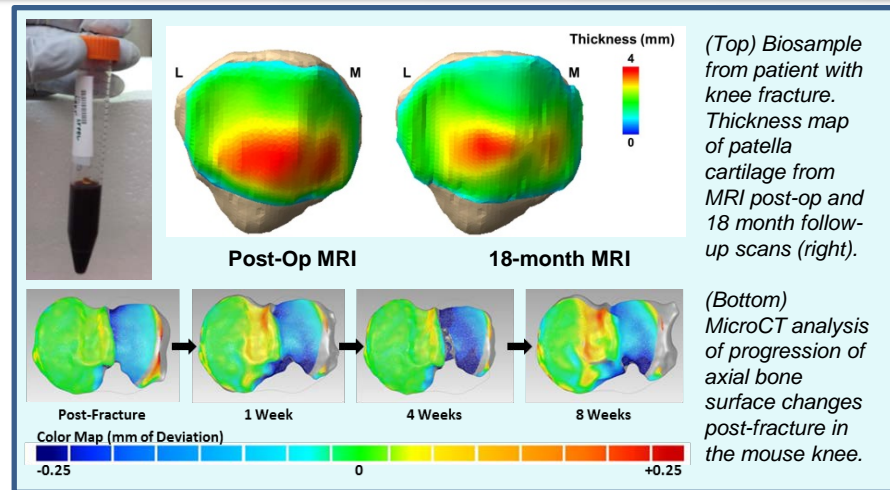 Thickness (mm)
4
0
L
M
L
M
Post-Op MRI
18-month MRI
(Top) Biosample
from patient with
knee fracture.
Thickness map
of patella
cartilage from
MRI post-op and
18 month follow-
up scans (right).
Post-Fracture
1 Week
4 Weeks
8 Weeks
Color Map (mm of Deviation)
-0.25
0
+0.25
(Bottom)
MicroCT analysis
of progression of
axial bone
surface changes
post-fracture in
the mouse knee.